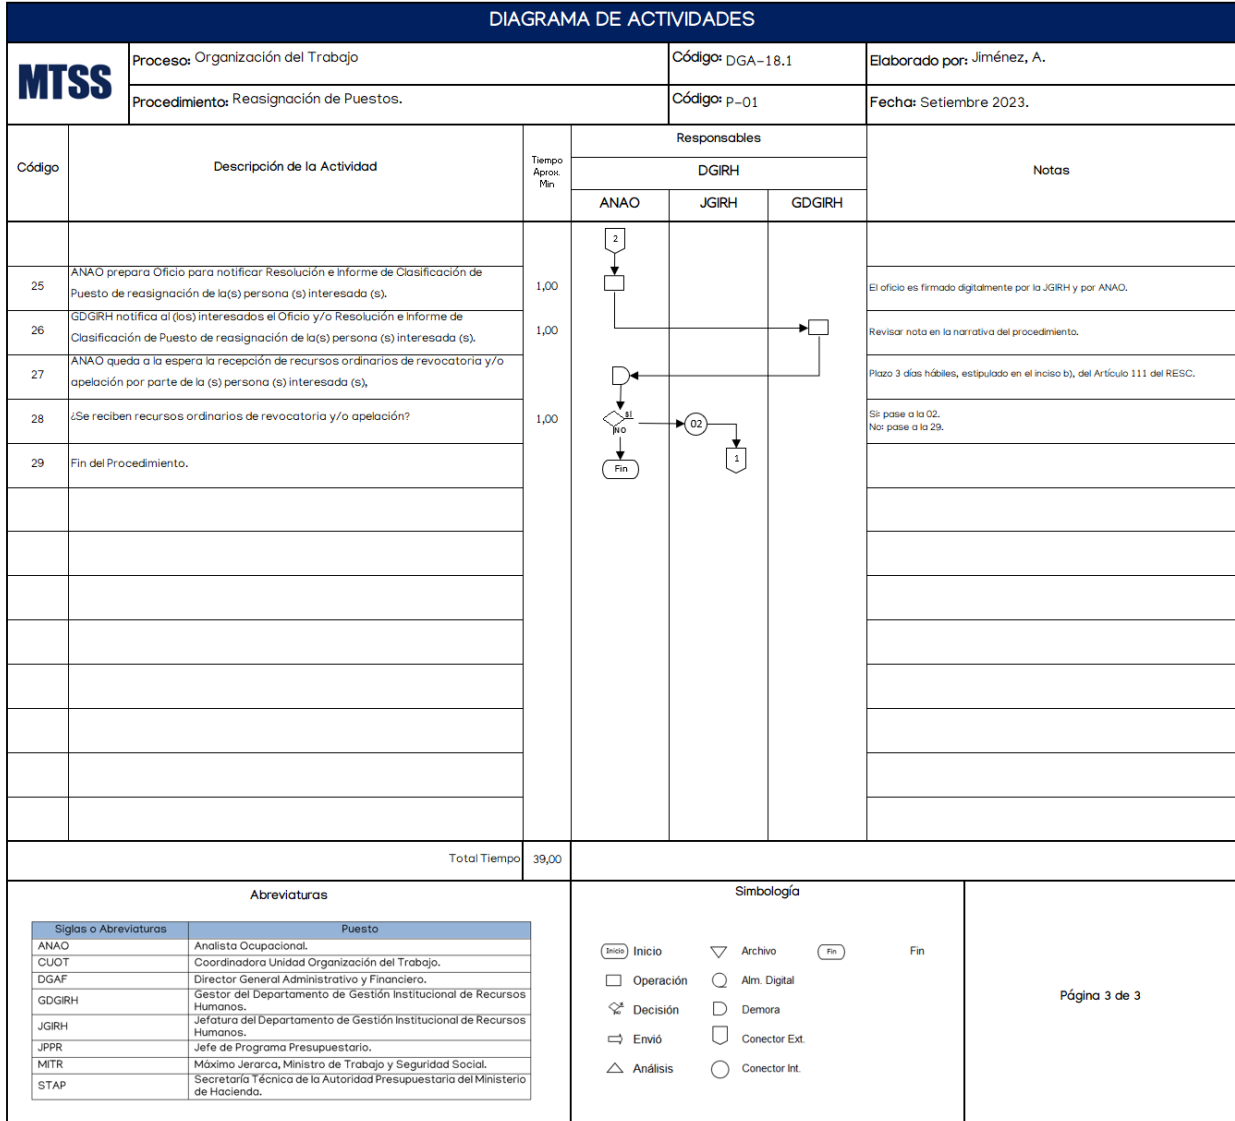 DIAGRAMA DE ACTIVIDADES
MTSS
Proceso: Organización del Trabajo
Código: DGA-18.1
Elaborado por: Jiménez, A.
Procedimiento: Reasignación de Puestos.
Código: P-01
Fecha: Setiembre 2023.
Código
Descripción de la Actividad
Tiempo
Aprox.
Min
Responsables
DGIRH
ANAO
JGIRH
GDGIRH
Notas
2
25
ANAO prepara Oficio para notificar Resolución e Informe de Clasificación de
Puesto de reasignación de la(s) persona (s) interesada (s).
1,00
El oficio es firmado digitalmente por la JGIRH y por ANAO.
26
GDGIRH notifica al (los) interesados el Oficio y/o Resolución e Informe de
Clasificación de Puesto de reasignación de la(s) persona (s) interesada (s).
1,00
Revisar nota en la narrativa del procedimiento.
27
ANAO queda a la espera la recepción de recursos ordinarios de revocatoria y/o
apelación por parte de la (s) persona (s) interesada (s),
Plazo 3 días hábiles, estipulado en el inciso b), del Artículo 111 del RESC.
28
¿Se reciben recursos ordinarios de revocatoria y/o apelación?
1,00
SÍ
NO
02
Sí: pase a la 02.
No: pase a la 29.
29
Fin del Procedimiento.
Fin
1
Total Tiempo
39,00
Abreviaturas
Siglas o Abreviaturas
Puesto
ANAO
Analista Ocupacional.
CUOT
Coordinadora Unidad Organización del Trabajo.
DGAF
Director General Administrativo y Financiero.
GDGIRH
Gestor del Departamento de Gestión Institucional de Recursos
Humanos.
JGIRH
Jefatura del Departamento de Gestión Institucional de Recursos
Humanos.
JPPR
Jefe de Programa Presupuestario.
MITR
Máximo Jerarca, Ministro de Trabajo y Seguridad Social.
STAP
Secretaría Técnica de la Autoridad Presupuestaria del Ministerio
de Hacienda.
Simbología
Inicio
Inicio
Archivo
Fin
Fin
Operación
Alm. Digital
Decisión
Demora
Envió
Conector Ext.
Análisis
Conector Int.
Página 3 de 3